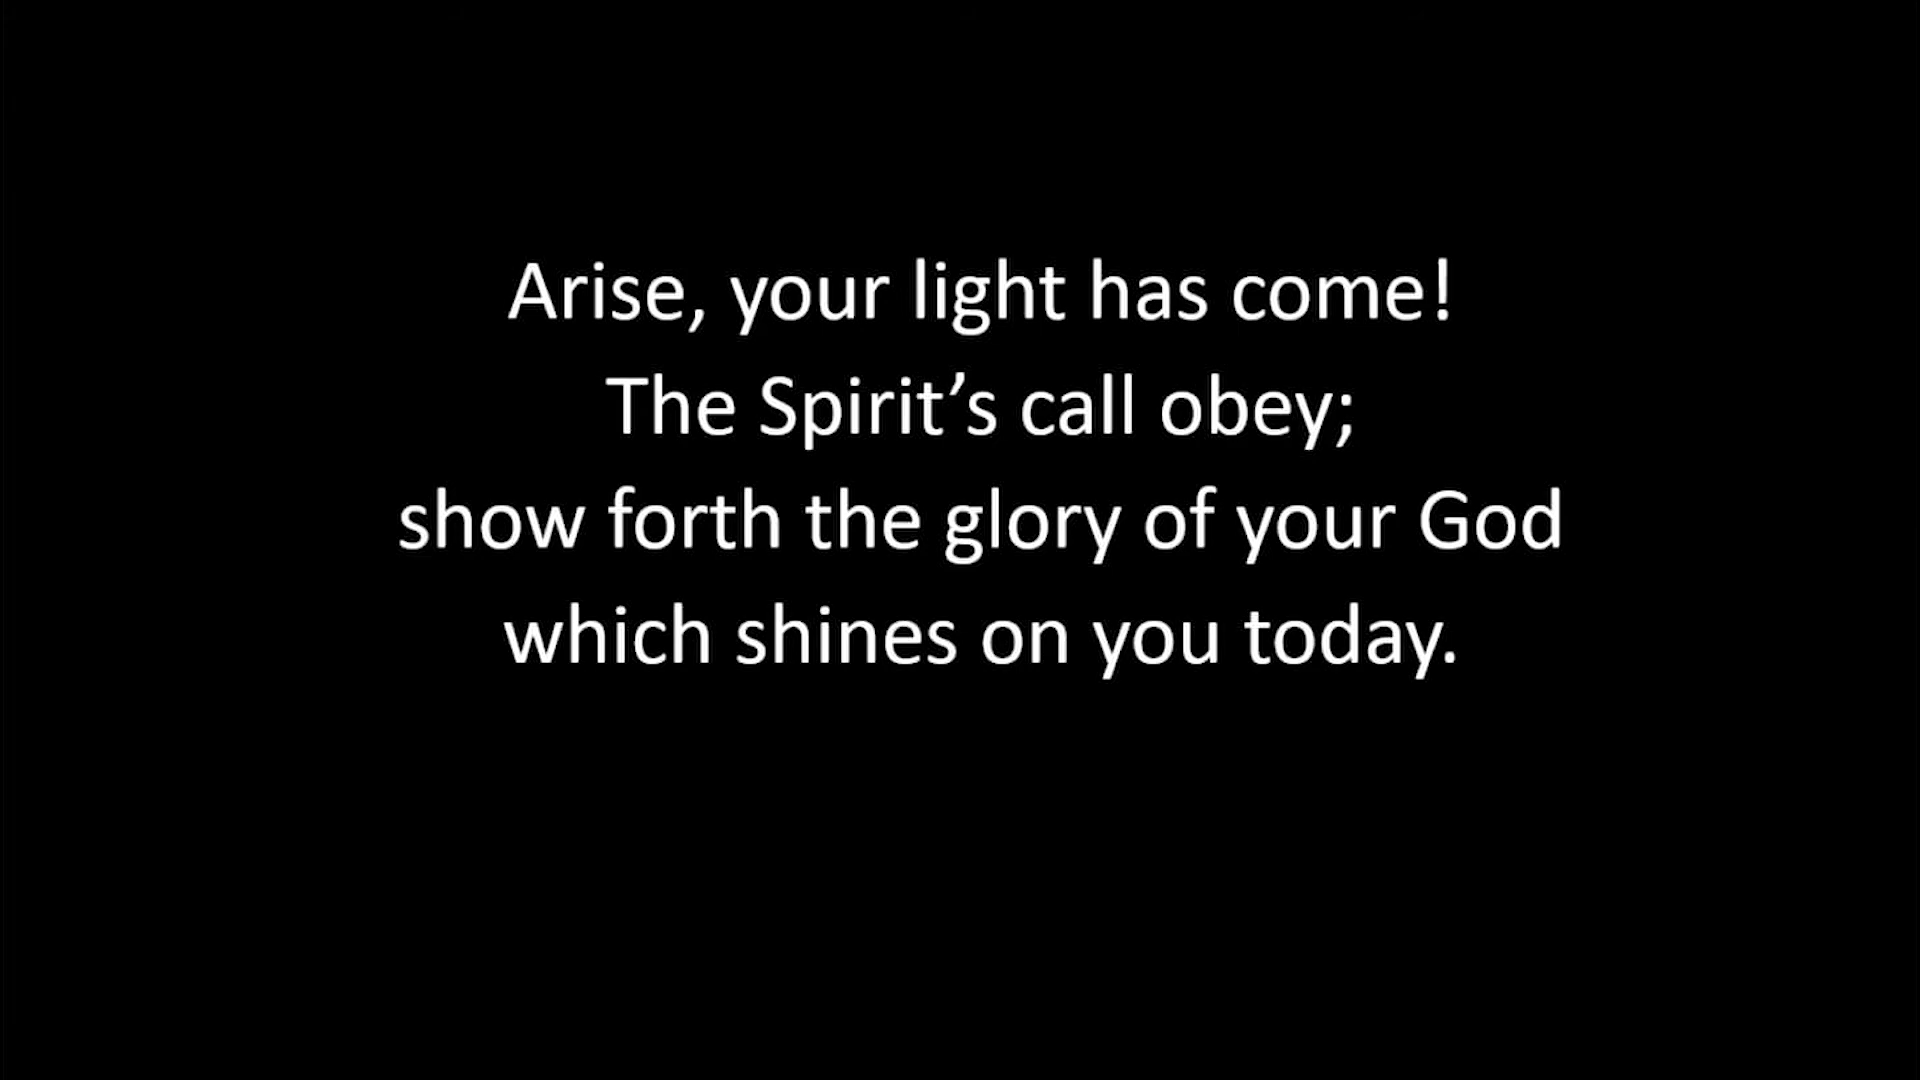 Arise, your light has come!
The Spirit’s call obey;
show forth the glory of your God
which shines on you today.